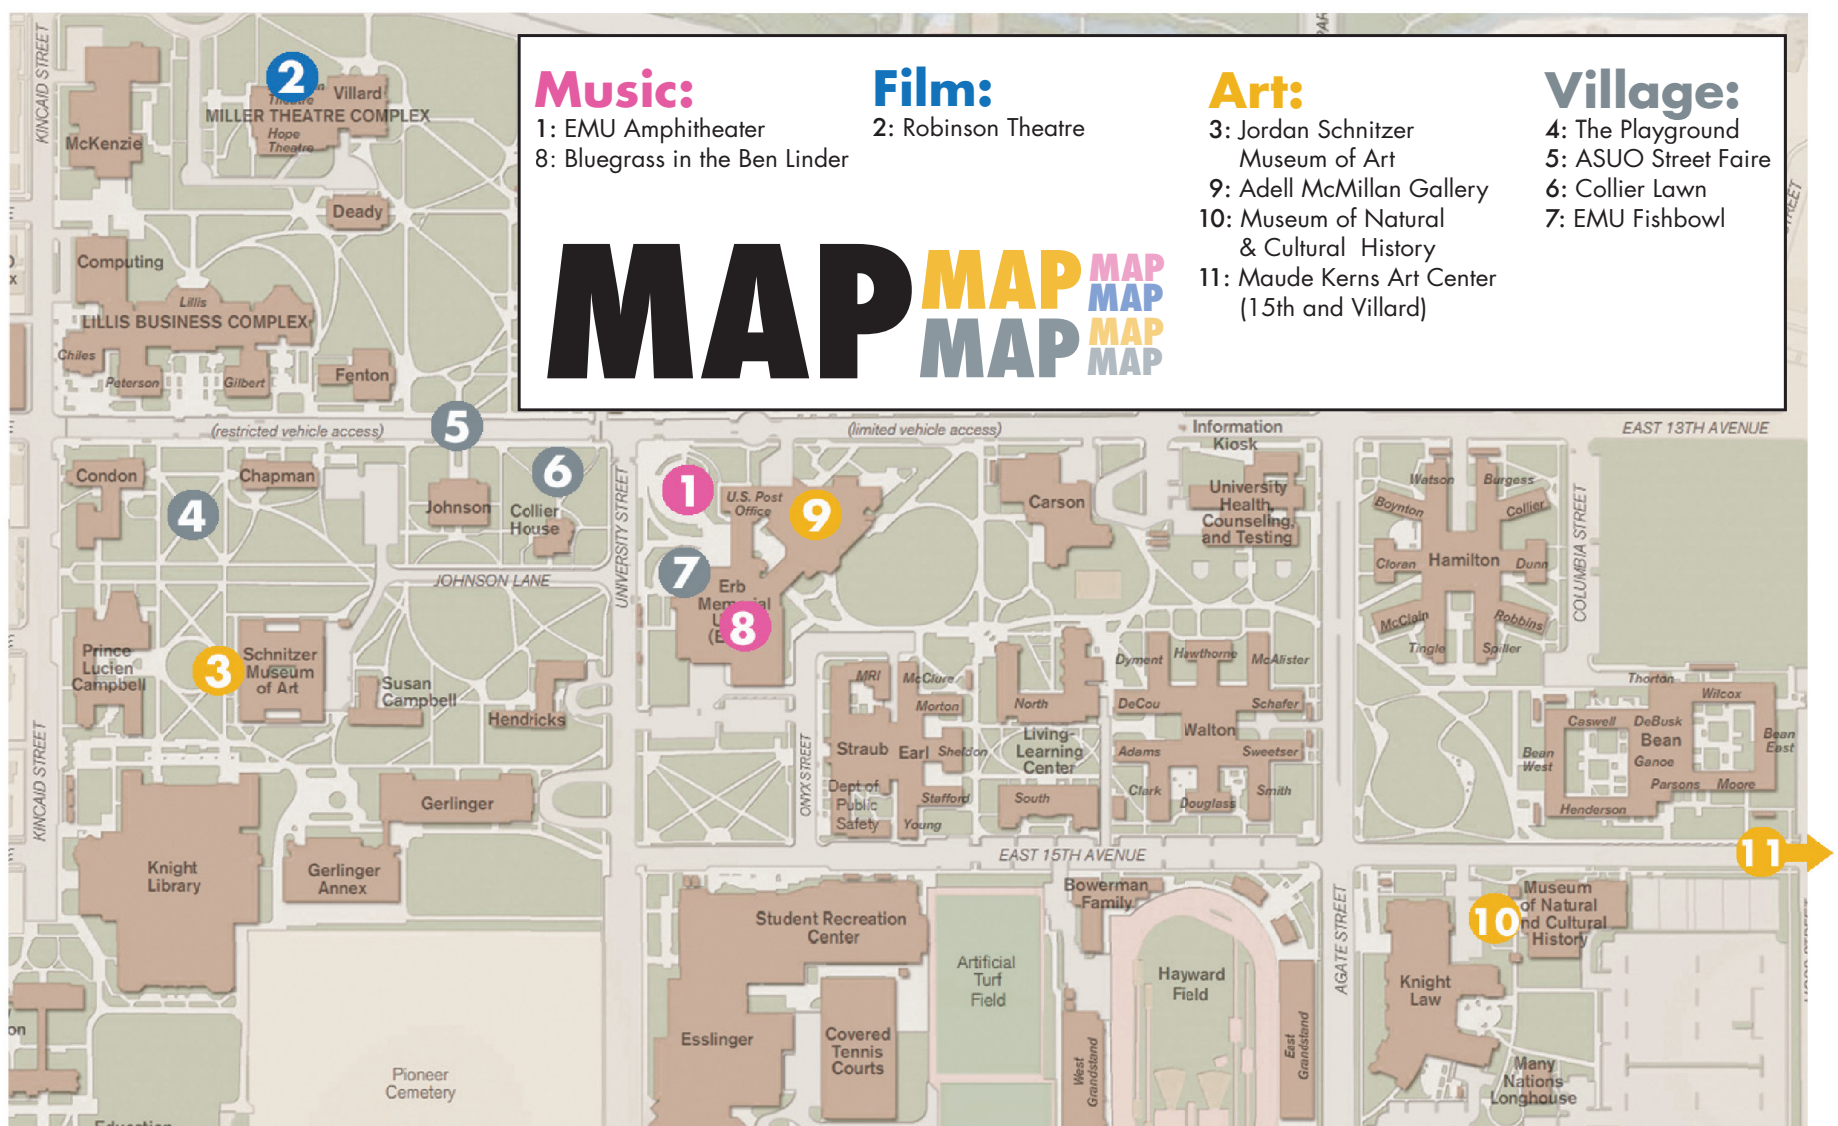 Music:
1: EMU Amphitheater
8: Bluegrass in the Ben Linder
Film:
2: Robinson Theatre
Art:
3: Jordan Schnitzer
Museum of Art
9: Adell McMillan Gallery
10: Museum of Natural
& Cultural History
11: Maude Kerns Art Center
(15th and Villard)
Village:
4: The Playground
5: ASUO Street Faire
6: Collier Lawn
7: EMU Fishbowl
MAP MAP MAP
MAP
MAP MAP
MAP
KINCAID STREET
2
Villard
Theatre
MILLER THEATRE COMPLEX
Hope
Theatre
McKenzie
Deady
Computing
Lillis
LILLIS BUSINESS COMPLEX
Chiles
Peterson
Gilbert
Fenton
STREET
5
(restricted vehicle access)
(limited vehicle access)
Information
Kiosk
EAST 13TH AVENUE
Condon
Chapman
4
Johnson
6
Collier
House
UNIVERSITY STREET
JOHNSON LANE
1
U.S. Post
Office
9
7
Erb
Memorial
8
Carson
University
Health,
Counseling,
and Testing
Watson
Burgess
Boynton
Collier
Cloran
Hamilton
Dunn
McClain
Robbins
Tingle
Spiller
COLUMBIA STREET
Prince
Lucien
Campbell
3
Schnitzer
Museum
of Art
Susan
Campbell
Hendricks
MRI
McClure
Morton
Straub
Earl
Sheldon
Dept of
Public
Safety
Stafford
Young
ONYX STREET
North
Living-
Learning
Center
South
Dyment
Hawthorne
McAlister
DeCou
Schafer
Walton
Adams
Sweetser
Clark
Douglass
Smith
Thorton
Wilcox
Caswell
DeBusk
Bean
Bean
East
Bean
West
Ganoe
Parsons
Moore
Henderson
KINCAID STREET
Gerlinger
Knight
Library
Gerlinger
Annex
EAST 15TH AVENUE
11
Student Recreation
Center
Bowerman
Family
Artificial
Turf
Field
Hayward
Field
AGATE STREET
10
Museum
of Natural
nd Cultural
History
Knight
Law
Esslinger
Covered
Tennis
Courts
West
Grandstand
East
Grandstand
Many
Nations
Longhouse
Pioneer
Cemetery
Education